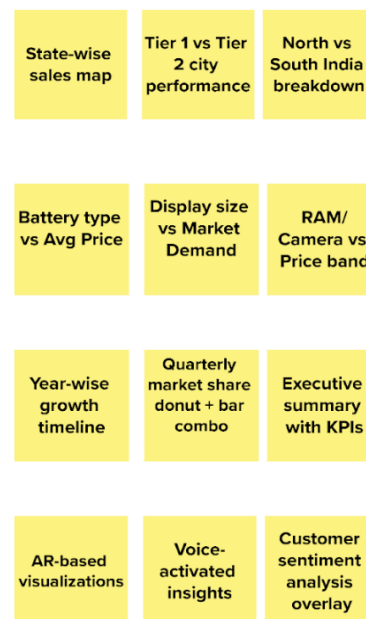 State-wise
sales map
Tier 1 vs Tier
2 city
performance
North vs
South India
breakdown
Battery type
vs Avg Price
Display size
vs Market
Demand
RAM/
Camera vs
Price band
Year-wise
growth
timeline
Quarterly
market share
donut + bar
combo
Executive
summary
with KPIs
AR-based
visualizations
Voice-
activated
insights
Customer
sentiment
analysis
overlay